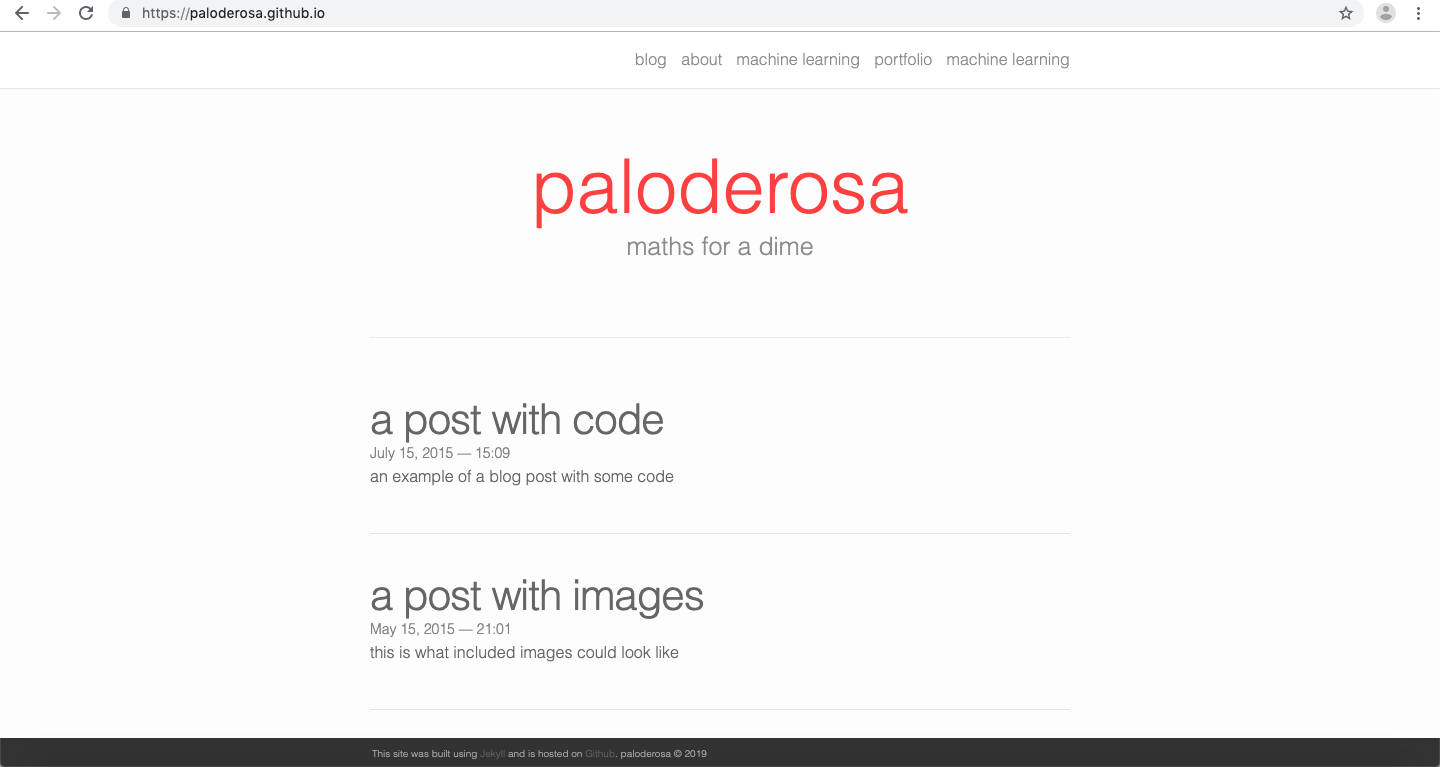 https://paloderosa.github.io
blog about machine learning portfolio machine learning
paloderosa
maths for a dime
a post with code
July 15, 2015 — 15:09
an example of a blog post with some code
a post with images
May 15, 2015 — 21:01
this is what included images could look like
This site was built using Jekyll and is hosted on Github. paloderosa © 2019